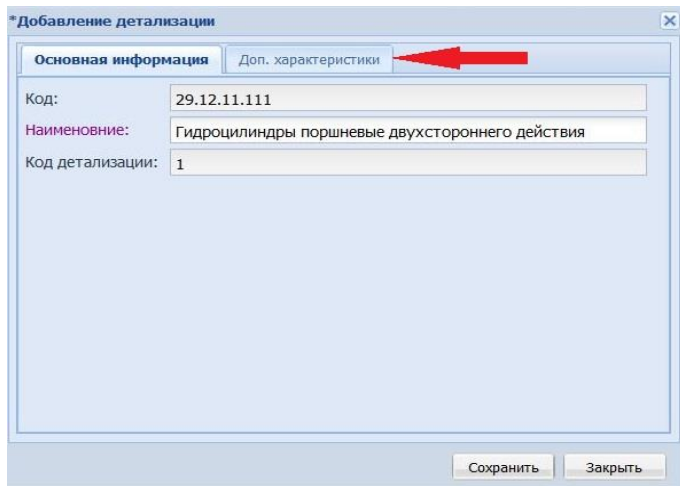 *Добавление детализации
Основная информация Доп. характеристики
Код: 29.12.11.111
Наименовние: Гидроцилиндры поршневые двухстороннего действия
Код детализации: 1
Сохранить Закрыть